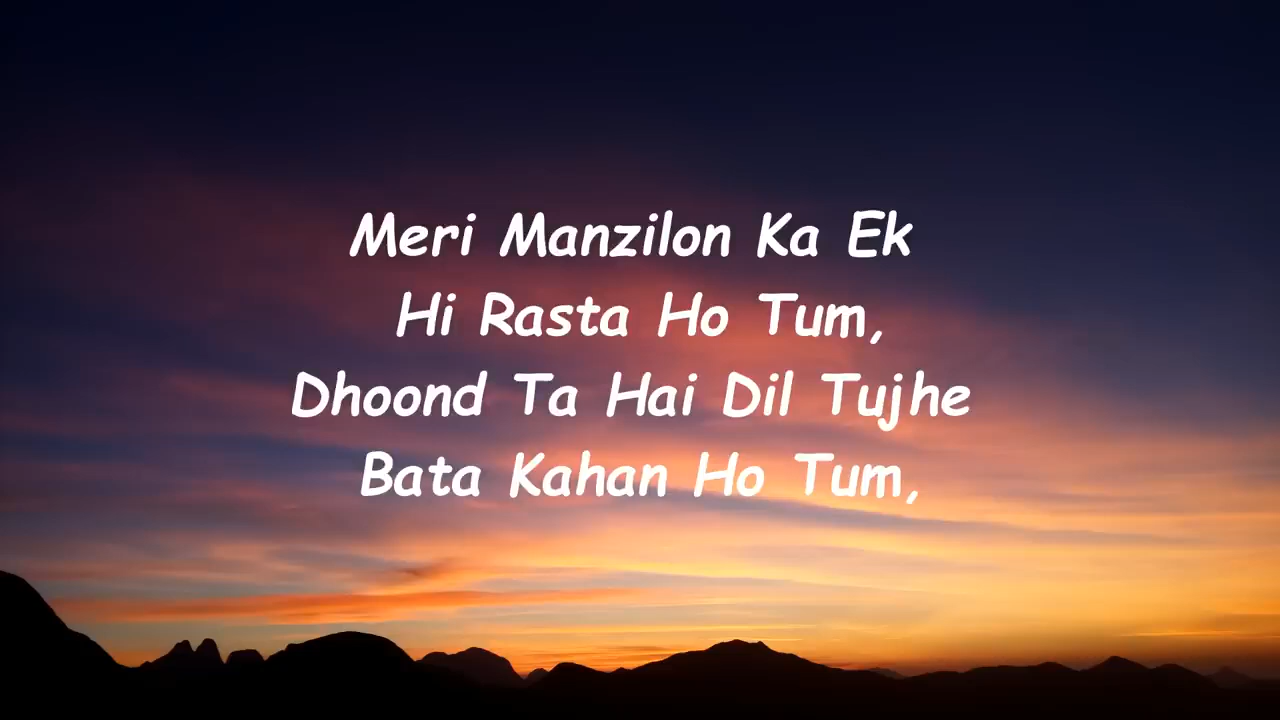 Meri Manzilon Ka Ek
Hi Rasta Ho Tum,
Dhoond Ta Hai Dil Tujhe
Bata Kahan Ho Tum,